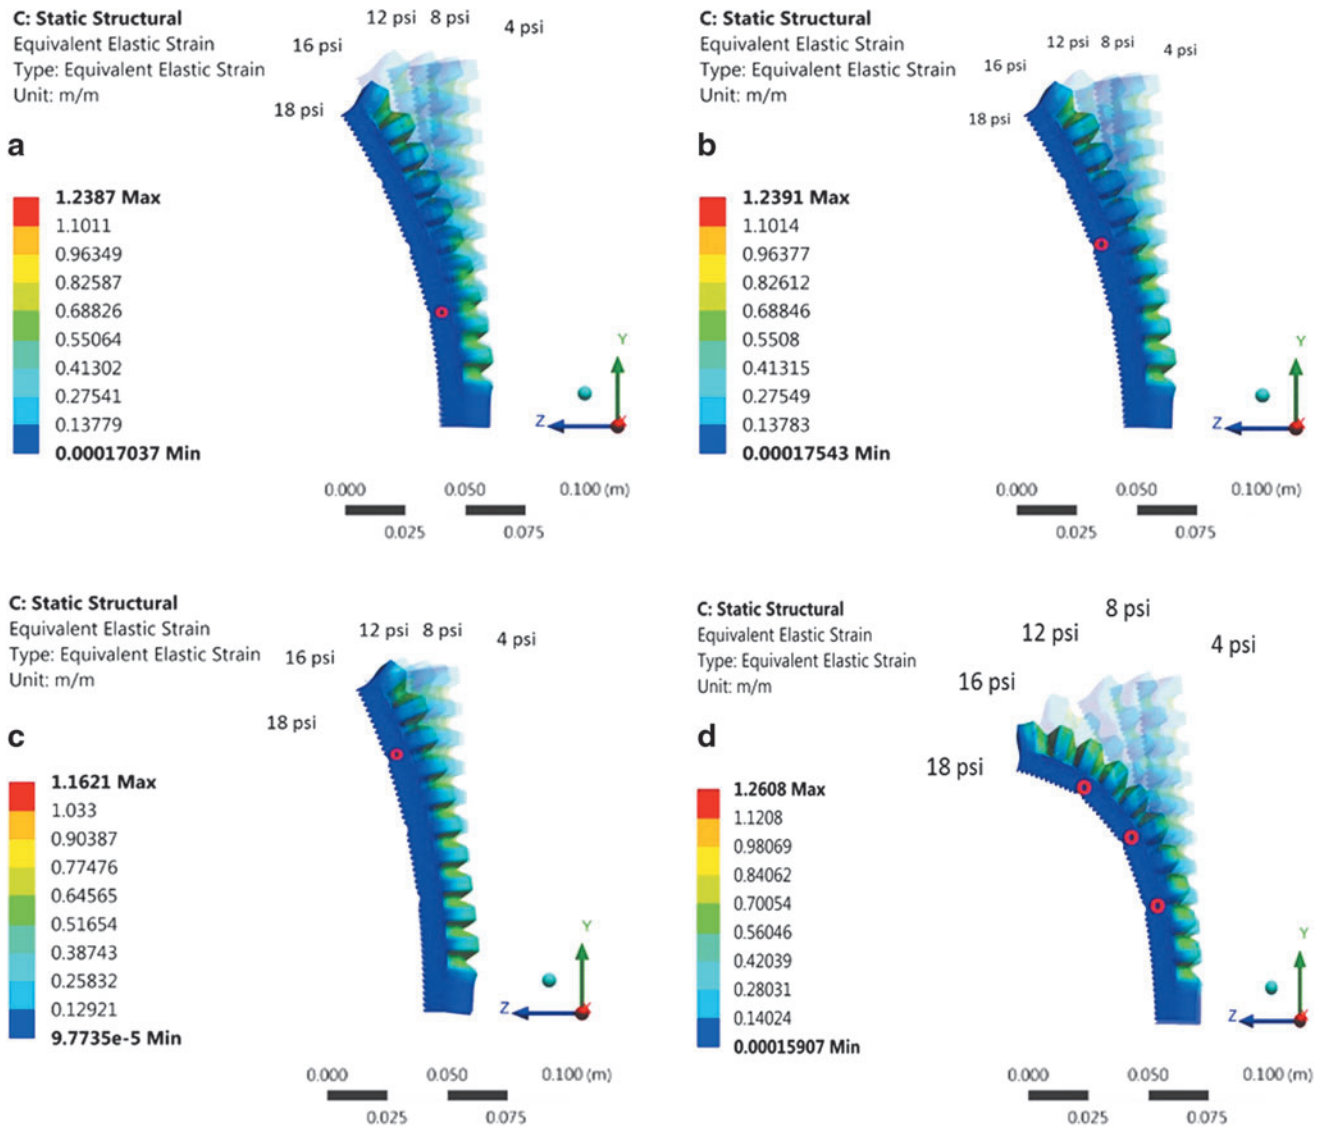 C: Static Structural
Equivalent Elastic Strain
Type: Equivalent Elastic Strain
Unit: m/m
12 psi 8 psi
4 psi
16 psi
18 psi
a
1.2387 Max
1.1011
0.96349
0.82587
0.68826
0.55064
0.41302
0.27541
0.13779
0.00017037 Min
Y
Z
X
0.000 0.050 0.100 (m)
0.025 0.075
C: Static Structural
Equivalent Elastic Strain
Type: Equivalent Elastic Strain
Unit: m/m
12 psi 8 psi
4 psi
16 psi
18 psi
b
1.2391 Max
1.1014
0.96377
0.82612
0.68846
0.5508
0.41315
0.27549
0.13783
0.00017543 Min
Y
Z
X
0.000 0.050 0.100 (m)
0.025 0.075
C: Static Structural
Equivalent Elastic Strain
Type: Equivalent Elastic Strain
Unit: m/m
12 psi 8 psi
4 psi
16 psi
18 psi
c
1.1621 Max
1.033
0.90387
0.77476
0.64565
0.51654
0.38743
0.25832
0.12921
9.7735e-5 Min
Y
Z
X
0.000 0.050 0.100 (m)
0.025 0.075
C: Static Structural
Equivalent Elastic Strain
Type: Equivalent Elastic Strain
Unit: m/m
8 psi
12 psi
4 psi
16 psi
18 psi
d
1.2608 Max
1.1208
0.98069
0.84062
0.70054
0.56046
0.42039
0.28031
0.14024
0.00015907 Min
Y
Z
X
0.000 0.050 0.100 (m)
0.025 0.075